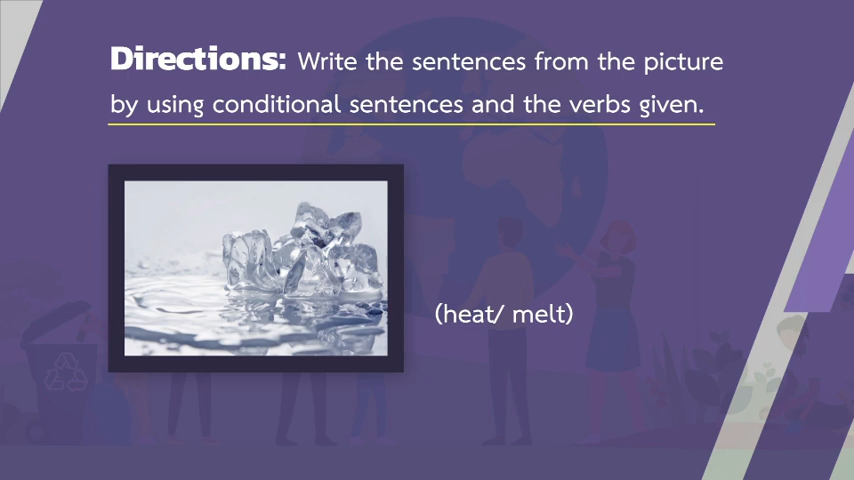 Directions: Write the sentences from the picture
by using conditional sentences and the verbs given.
(heat/ melt)